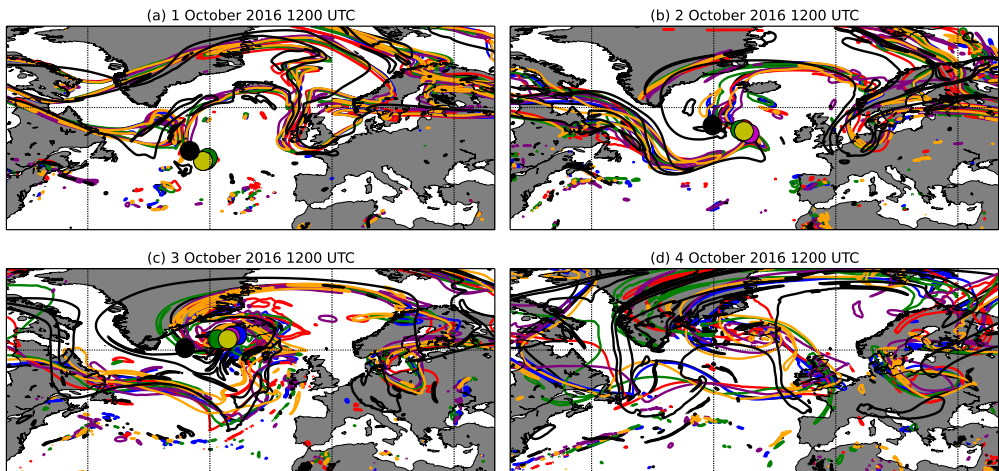 (a) 1 October 2016 1200 UTC
(b) 2 October 2016 1200 UTC
(c) 3 October 2016 1200 UTC
(d) 4 October 2016 1200 UTC